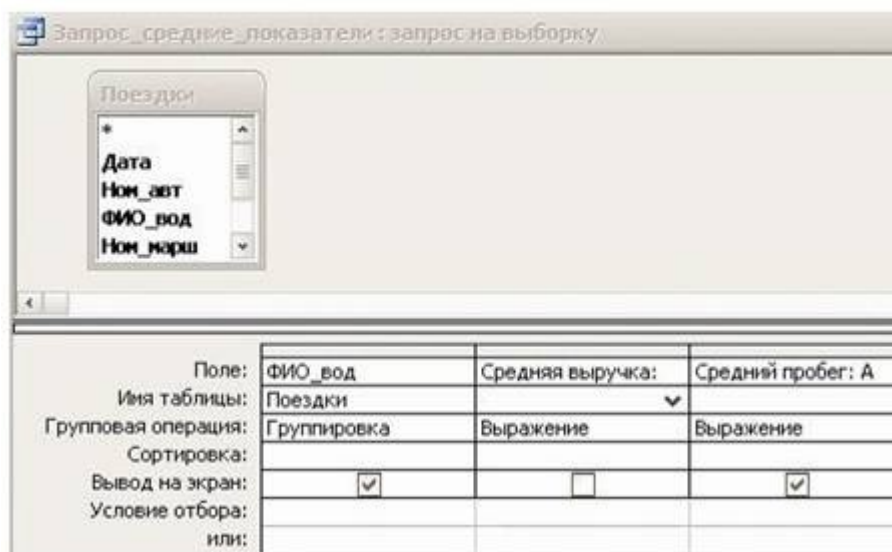 Запрос_средние_показатели : запрос на выборку
Поездки
*
Дата
Ном_авт
ФИО_вод
Ном_марш
Поле: ФИО_вод Средняя выручка: Средний пробег: A
Имя таблицы: Поездки
Групповая операция: Группировка Выражение Выражение
Сортировка:
Вывод на экран:
Условие отбора:
или: